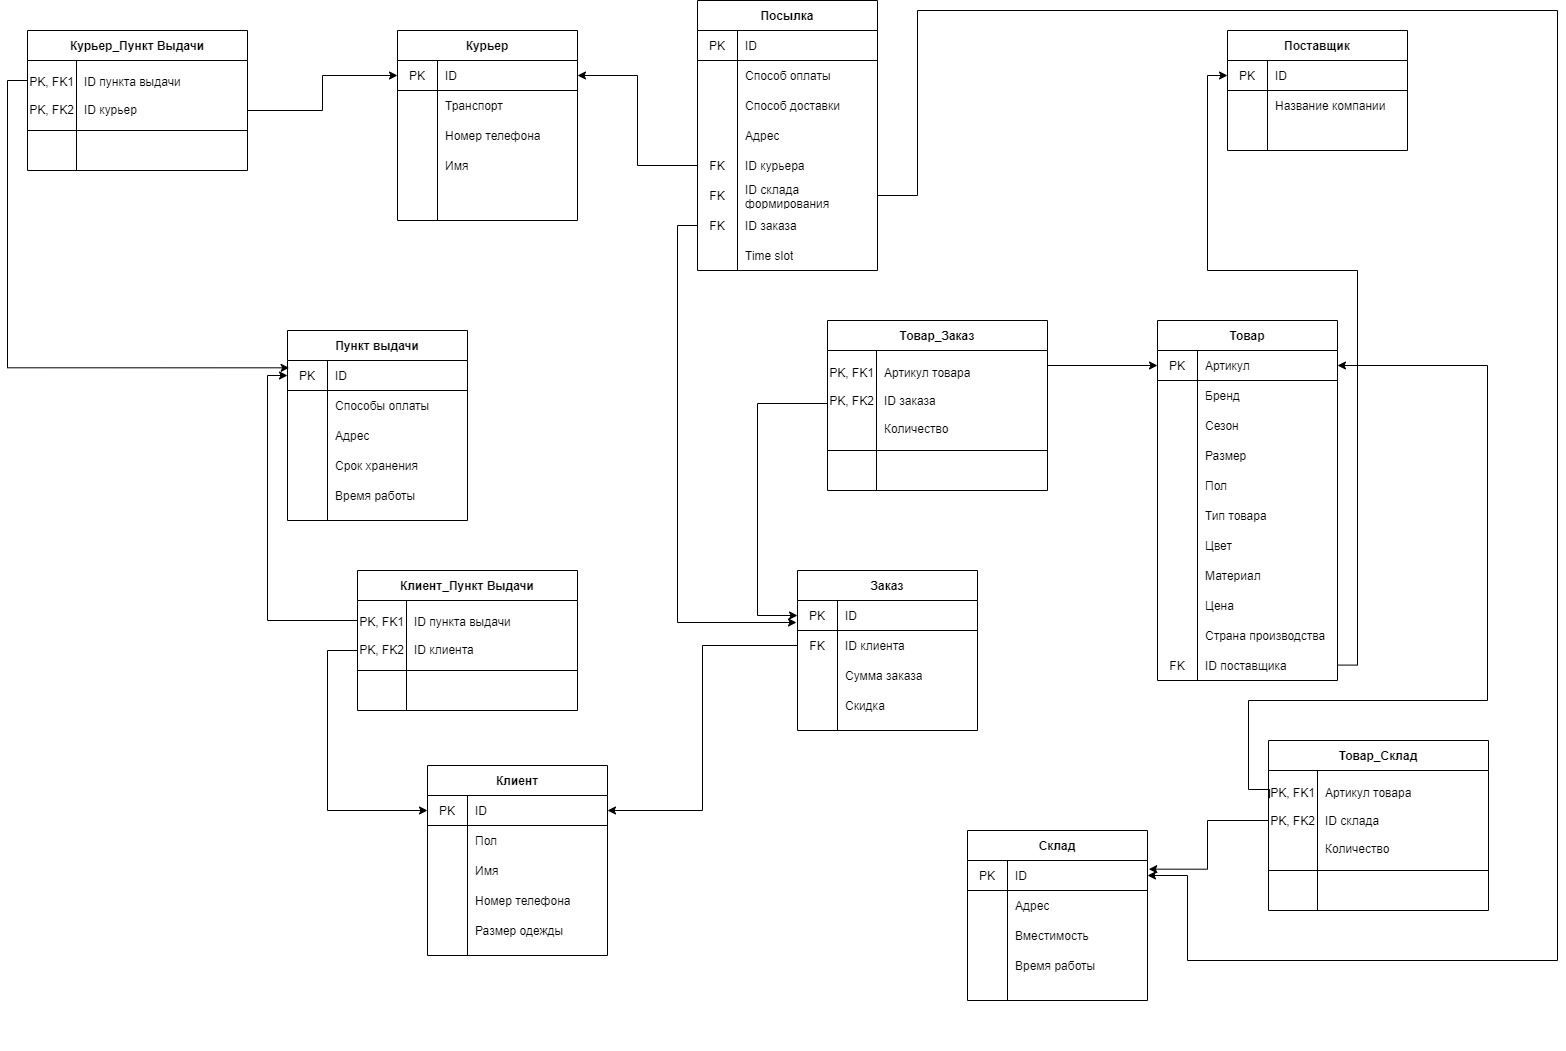 Курьер_Пункт Выдачи
PK, FK1 ID пункта выдачи
PK, FK2 ID курьер
Курьер
PK ID
Транспорт
Номер телефона
Имя
Посылка
PK ID
Способ оплаты
Способ доставки
Адрес
FK ID курьера
FK ID склада
формирования
FK ID заказа
Time slot
Поставщик
PK ID
Название компании
Пункт выдачи
PK ID
Способы оплаты
Адрес
Срок хранения
Время работы
Товар_Заказ
PK, FK1 Артикул товара
PK, FK2 ID заказа
Количество
Товар
PK Артикул
Бренд
Сезон
Размер
Пол
Тип товара
Цвет
Материал
Цена
Страна производства
FK ID поставщика
Клиент_Пункт Выдачи
PK, FK1 ID пункта выдачи
PK, FK2 ID клиента
Заказ
PK ID
FK ID клиента
Сумма заказа
Скидка
Клиент
PK ID
Пол
Имя
Номер телефона
Размер одежды
Товар_Склад
PK, FK1 Артикул товара
PK, FK2 ID склада
Количество
Склад
PK ID
Адрес
Вместимость
Время работы